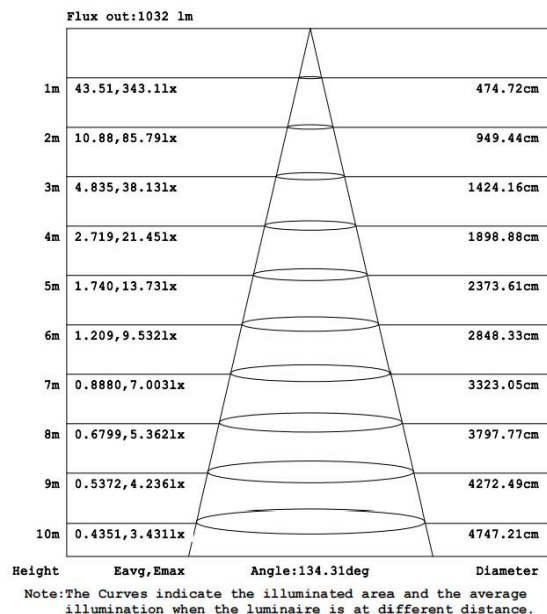 Flux out:1032 lm
1m 43.51,343.1lx 474.72cm
2m 10.88,85.79lx 949.44cm
3m 4.835,38.13lx 1424.16cm
4m 2.719,21.45lx 1898.88cm
5m 1.740,13.73lx 2373.61cm
6m 1.209,9.532lx 2848.33cm
7m 0.8880,7.003lx 3323.05cm
8m 0.6799,5.362lx 3797.77cm
9m 0.5372,4.236lx 4272.49cm
10m 0.4351,3.431lx 4747.21cm
Height Eavg,Emax Angle:134.31deg Diameter
Note:The Curves indicate the illuminated area and the average
illumination when the luminaire is at different distance.